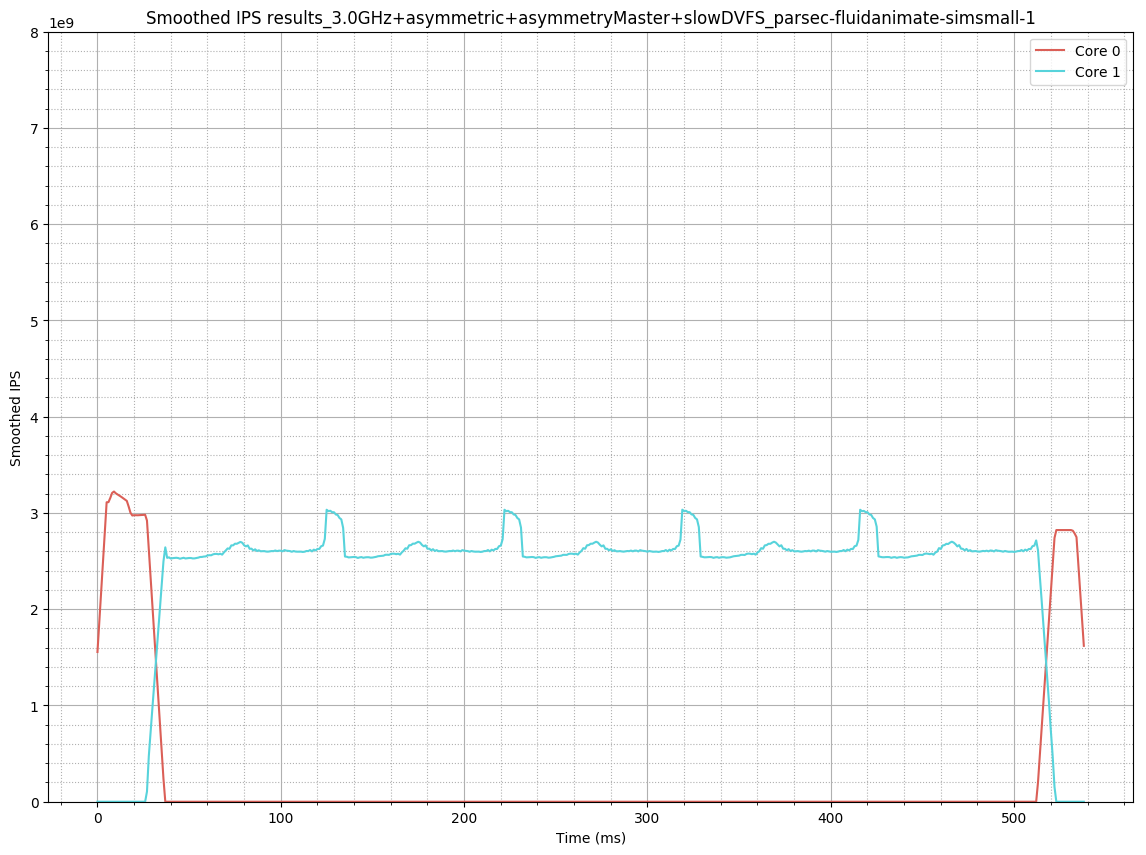 Smoothed IPS results_3.0GHz+asymmetric+asymmetryMaster+slowDVFS_parsec-fluidanimate-simsmall-1
1e9
Core 0
Core 1
8
7
6
5
4
3
2
1
0
Smoothed IPS
0 100 200 300 400 500
Time (ms)